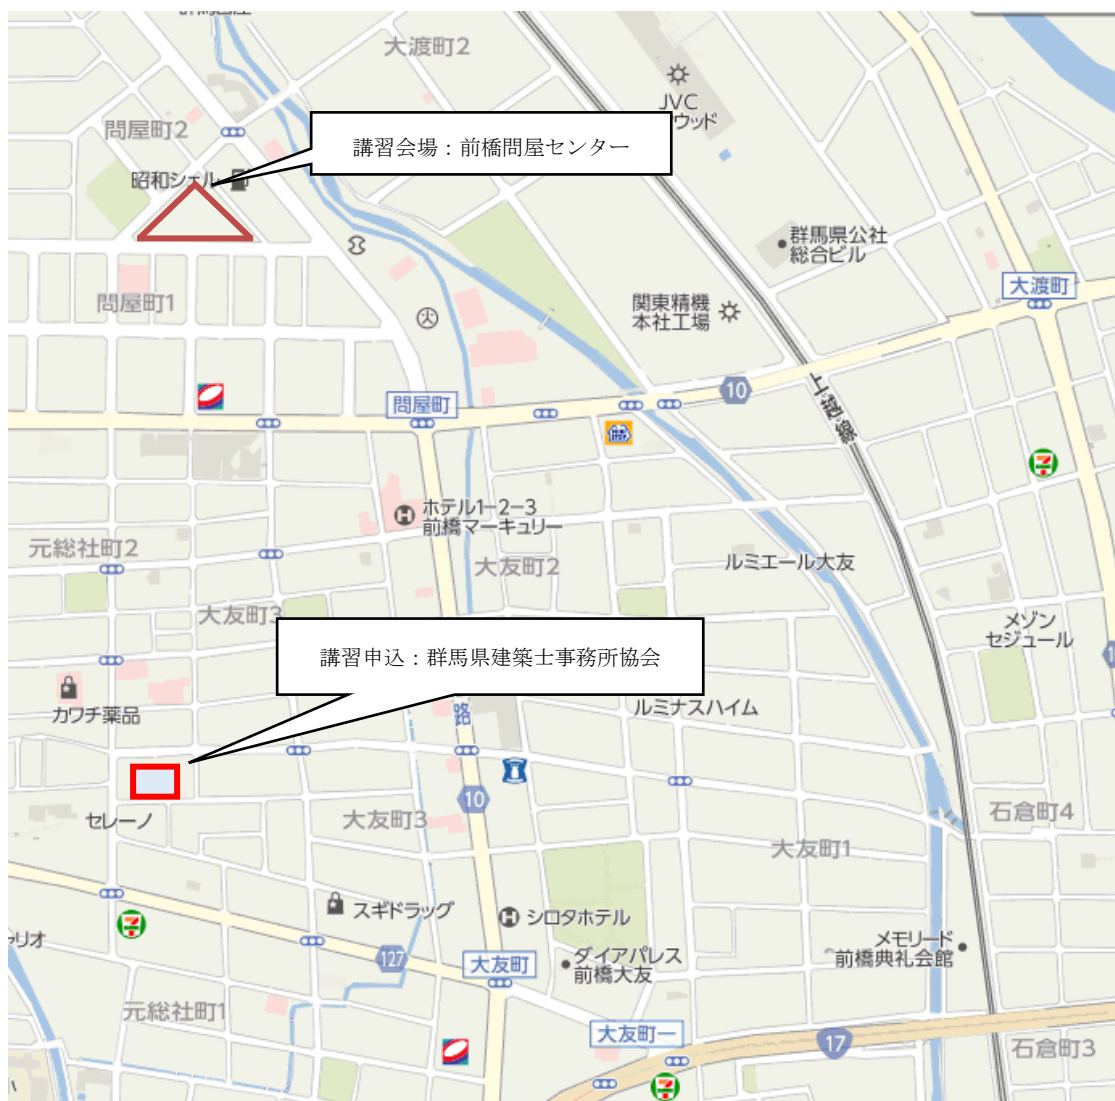 大渡町2
JVC
ウッド
問屋町2
講習会場：前橋問屋センター
昭和シェル
群馬県公社
総合ビル
大渡町
問屋町1
関東精機
本社工場
10
問屋町
上越線
ホテル1-2-3
前橋マーキュリー
元総社町2
大友町2
ルミエール大友
大友町3
メゾン
セジュール
講習申込：群馬県建築士事務所協会
カワチ薬品
路
ルミナスハイム
10
セレーノ
大友町3
石倉町4
大友町1
スギドラッグ
シロタホテル
127
大友町
ダイアパレス
前橋大友
メモリード
前橋典礼会館
元総社町1
大友町一
17
石倉町3